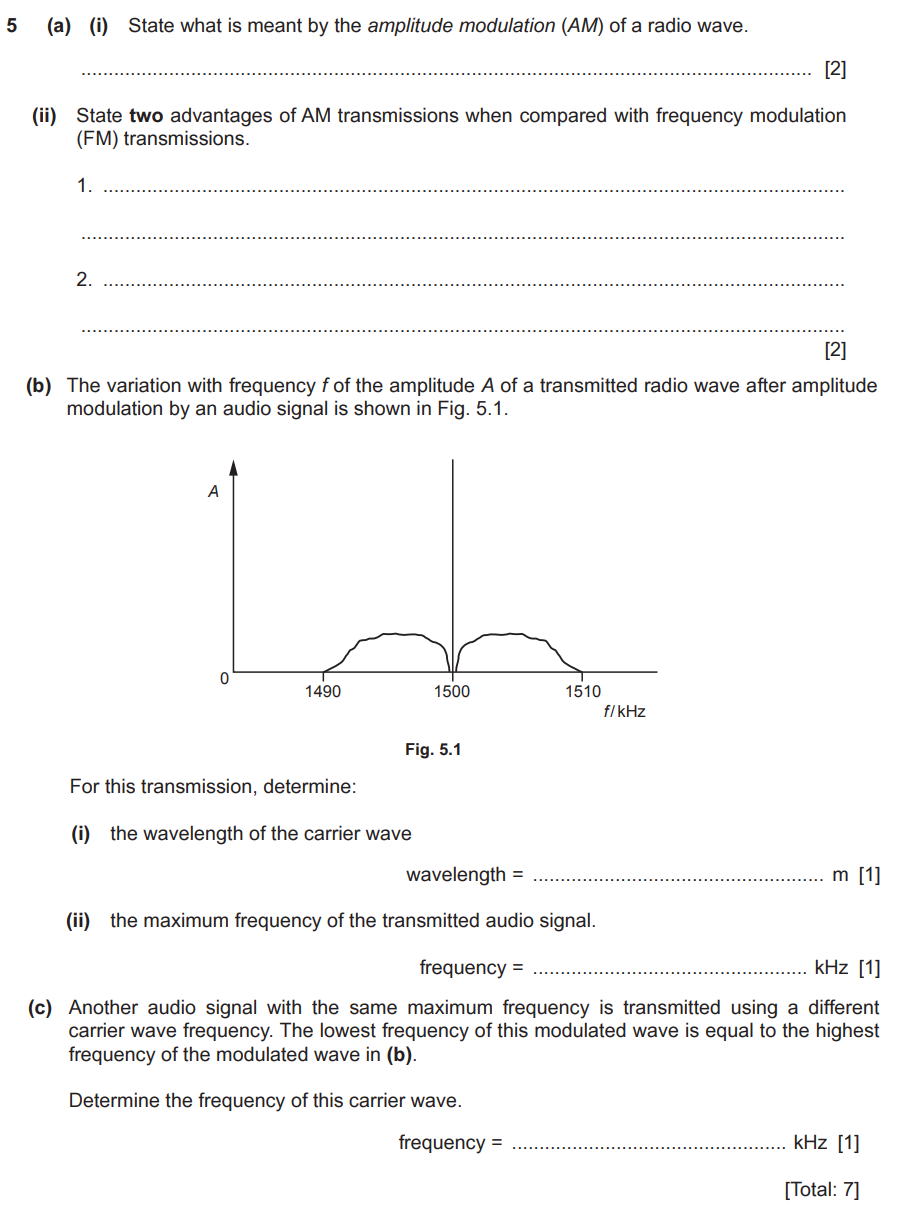 5 (a) (i) State what is meant by the amplitude modulation (AM) of a radio wave.
.......................................................................................................................................... [2]
(ii) State two advantages of AM transmissions when compared with frequency modulation
(FM) transmissions.
1. ...........................................................................................................................................
................................................................................................................................................
2. ...........................................................................................................................................
................................................................................................................................................
[2]
(b) The variation with frequency f of the amplitude A of a transmitted radio wave after amplitude
modulation by an audio signal is shown in Fig. 5.1.
A
0
1490 1500 1510
f/kHz
Fig. 5.1
For this transmission, determine:
(i) the wavelength of the carrier wave
wavelength = ..................................................... m [1]
(ii) the maximum frequency of the transmitted audio signal.
frequency = ................................................. kHz [1]
(c) Another audio signal with the same maximum frequency is transmitted using a different
carrier wave frequency. The lowest frequency of this modulated wave is equal to the highest
frequency of the modulated wave in (b).
Determine the frequency of this carrier wave.
frequency = ................................................. kHz [1]
[Total: 7]